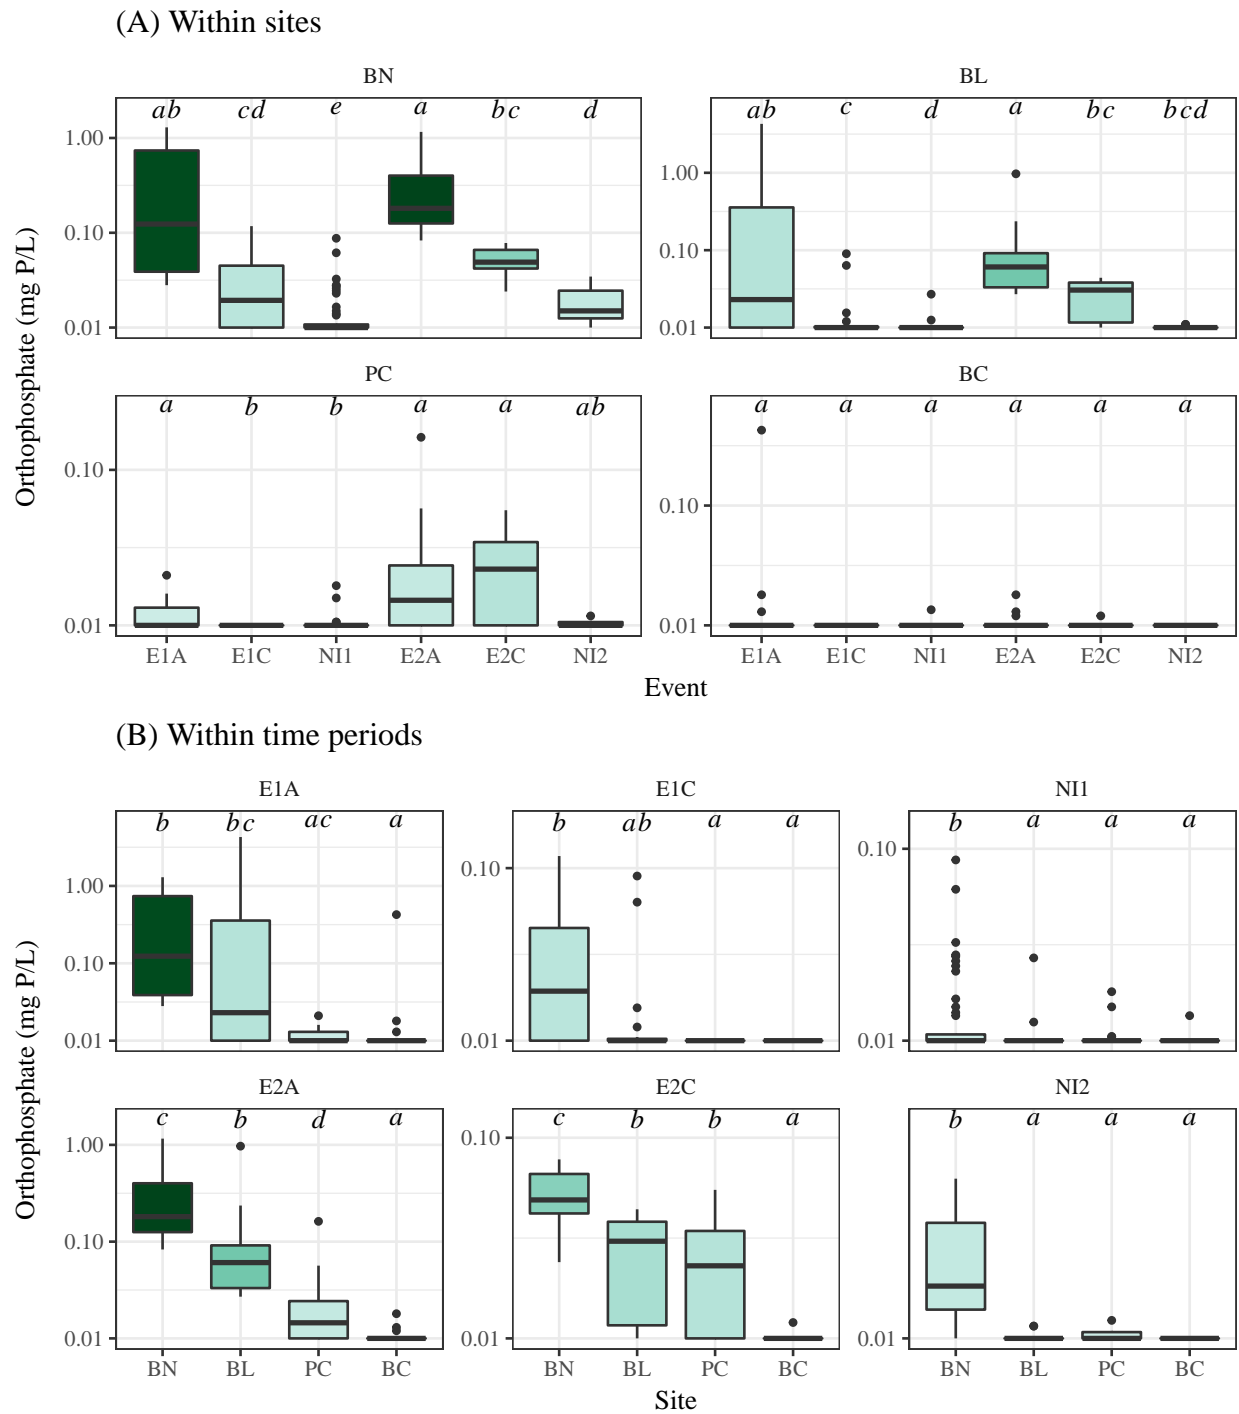 (A) Within sites
BN
BL
ab cd e a bc d
ab c d a bc bcd
1.00
0.10
0.01
1.00
0.10
0.01
PC
BC
a b b a a ab
a a a a a a
0.10
0.01
0.10
0.01
E1A E1C NI1 E2A E2C NI2
E1A E1C NI1 E2A E2C NI2
Orthophosphate (mg P/L)
Event
(B) Within time periods
E1A
E1C
NI1
b bc ac a
b ab a a
b a a a
1.00
0.10
0.01
0.10
0.01
0.10
0.01
E2A
E2C
NI2
c b d a
c b b a
b a a a
1.00
0.10
0.01
0.10
0.01
0.01
BN BL PC BC
BN BL PC BC
BN BL PC BC
Orthophosphate (mg P/L)
Site